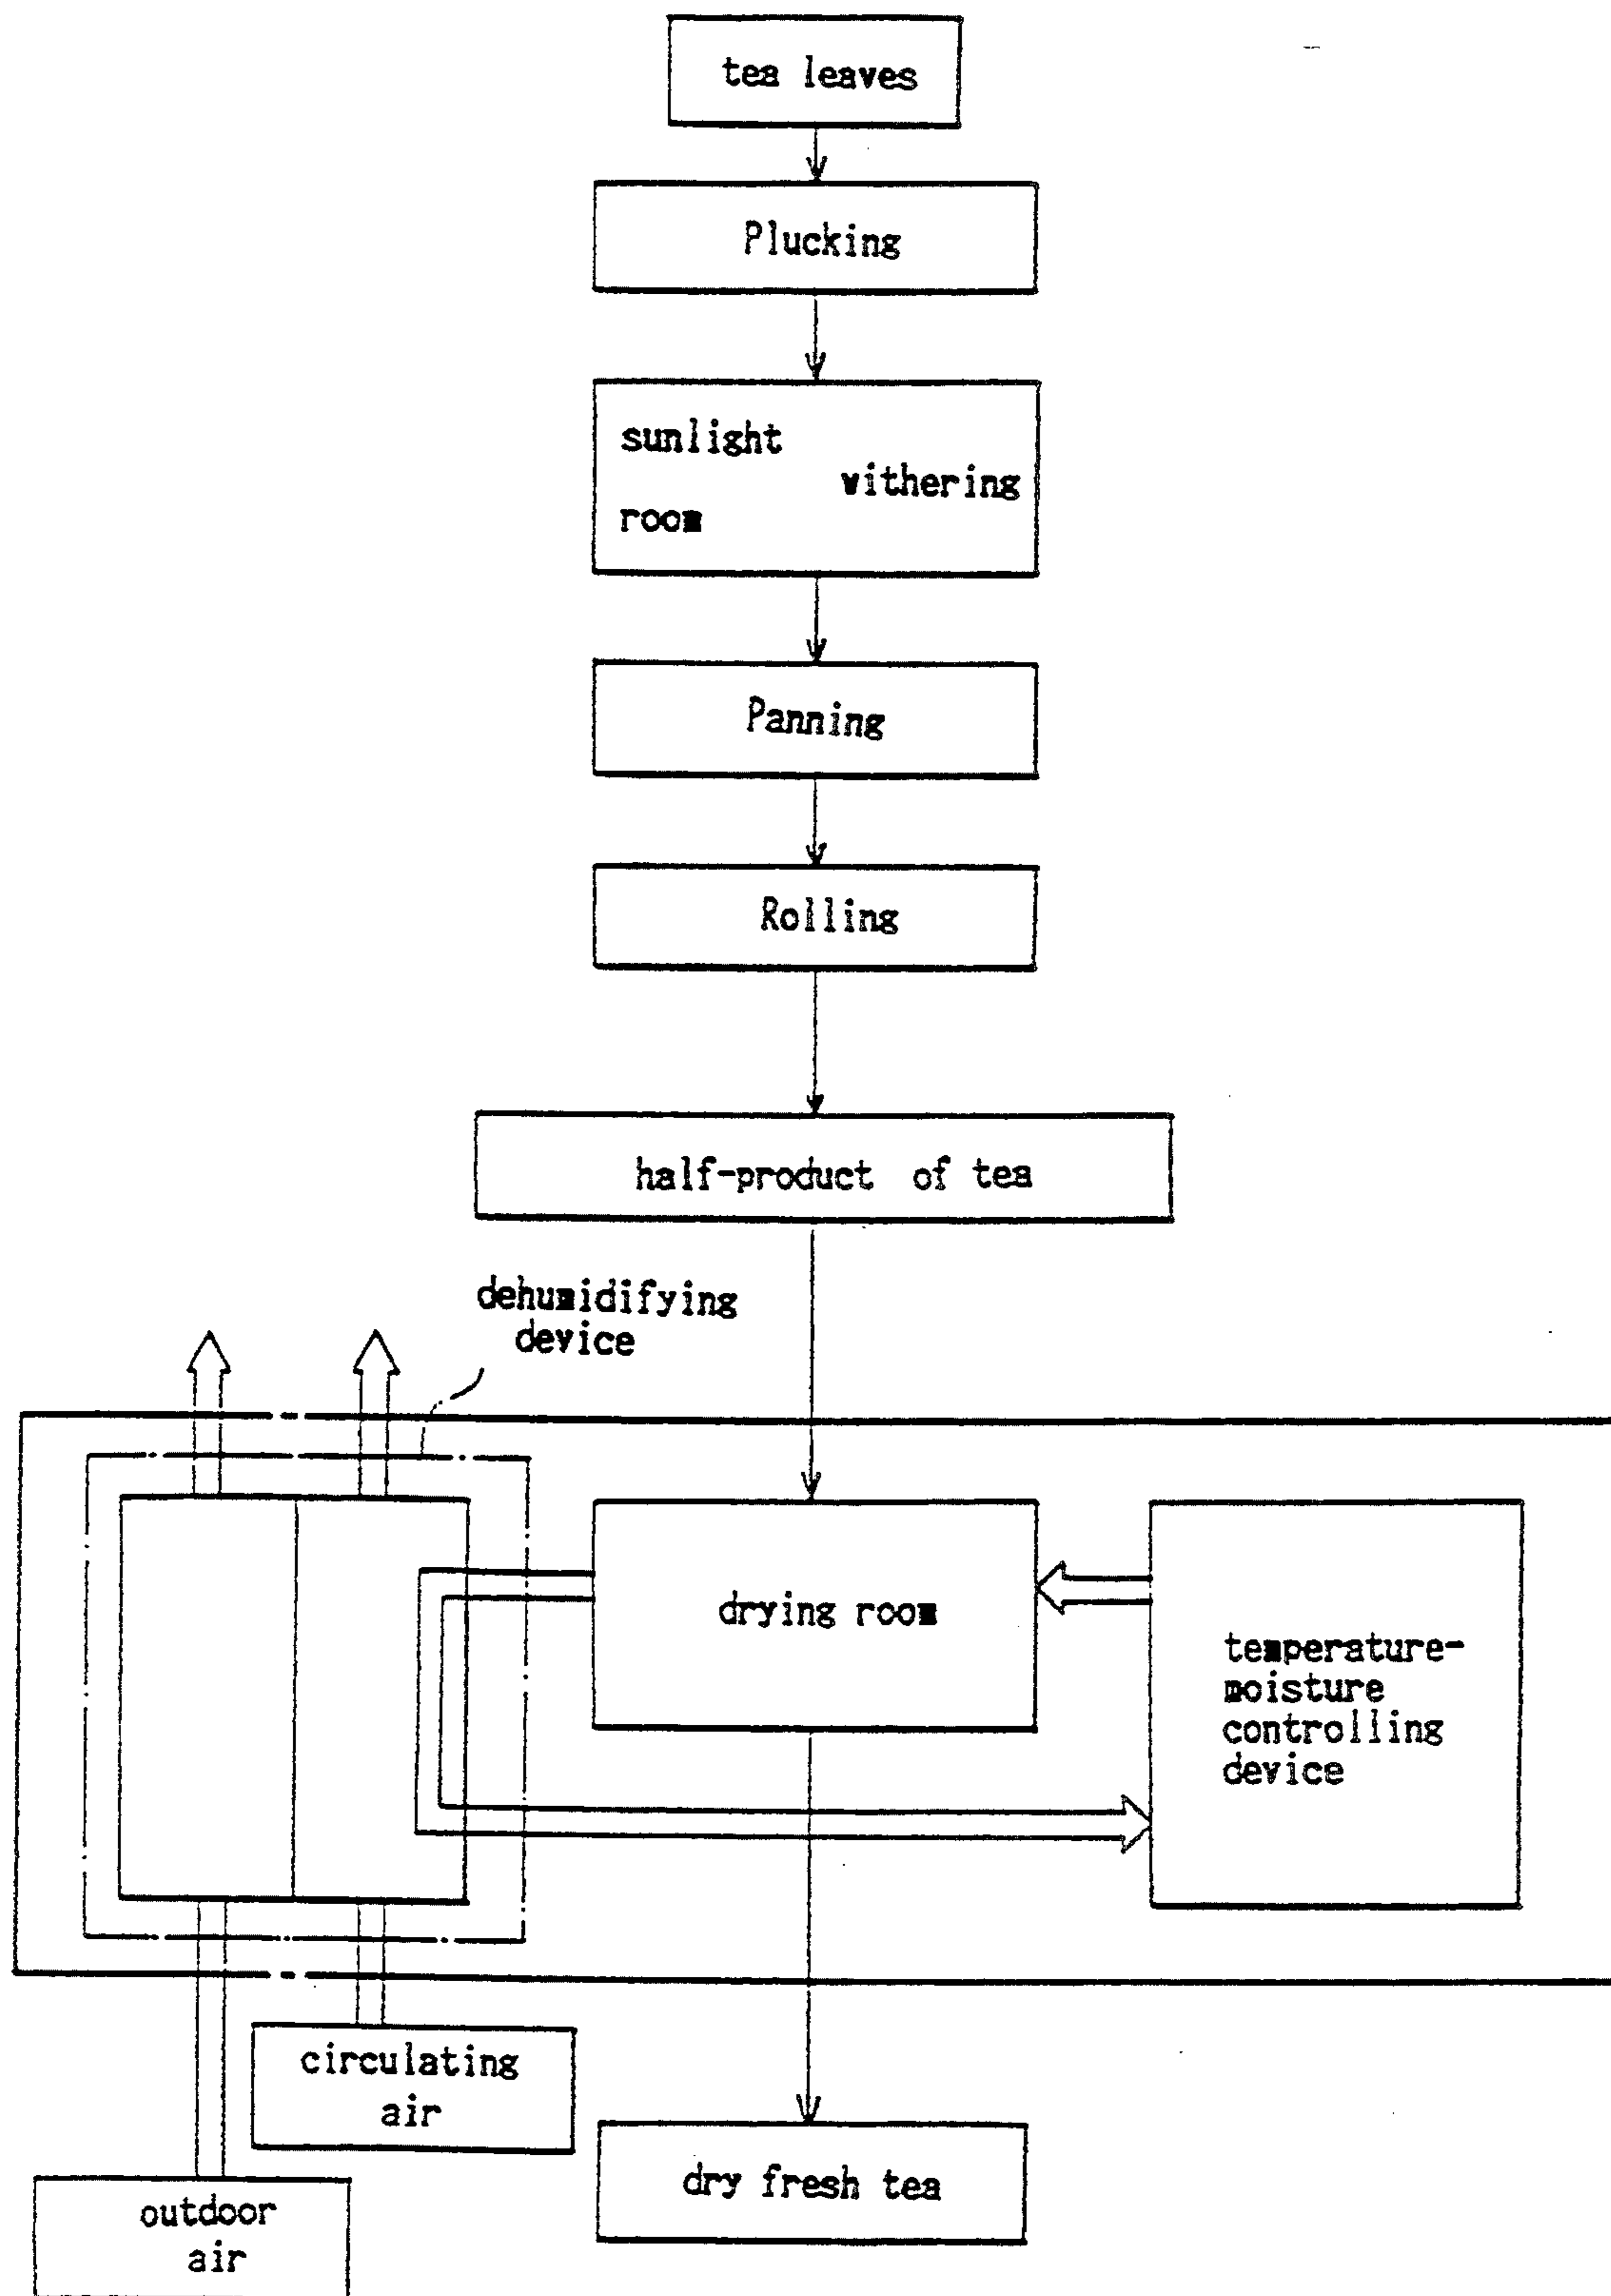 tea leaves
Plucking
sunlight
withering
room
Panning
Rolling
half-product of tea
dehumidifying
device
drying room
temperature-
moisture
controlling
device
circulating
air
dry fresh tea
outdoor
air